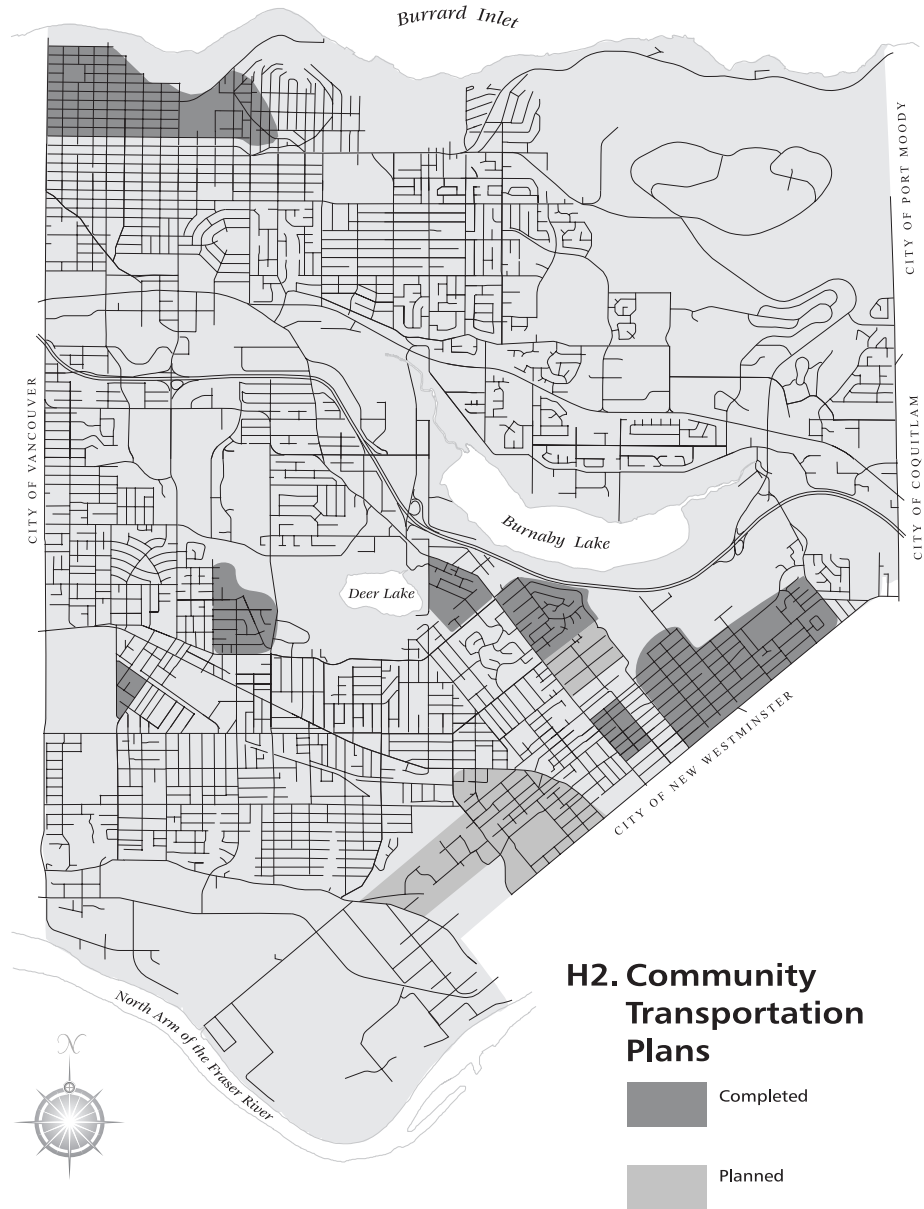 Burrard Inlet
CITY OF PORT MOODY
CITY OF VANCOUVER
CITY OF COQUITLAM
Burnaby Lake
Deer Lake
CITY OF NEW WESTMINSTER
North Arm of the Fraser River
N
H2. Community
Transportation
Plans
Completed
Planned